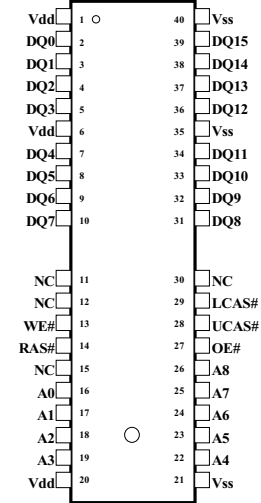 Vdd 1 40 Vss
DQ0 2 39 DQ15
DQ1 3 38 DQ14
DQ2 4 37 DQ13
DQ3 5 36 DQ12
Vdd 6 35 Vss
DQ4 7 34 DQ11
DQ5 8 33 DQ10
DQ6 9 32 DQ9
DQ7 10 31 DQ8
NC 11 30 NC
NC 12 29 LCAS#
WE# 13 28 UCAS#
RAS# 14 27 OE#
NC 15 26 A8
A0 16 25 A7
A1 17 24 A6
A2 18 23 A5
A3 19 22 A4
Vdd 20 21 Vss